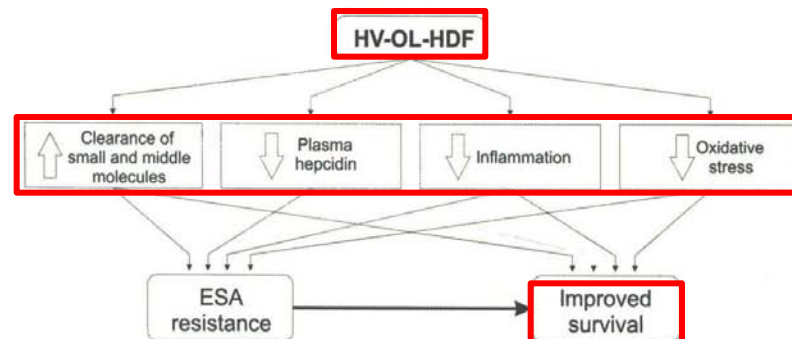 HV-OL-HDF
Clearance of
small and middle
molecules
Plasma
hepcidin
Inflammation
Oxidative
stress
ESA
resistance
Improved
survival